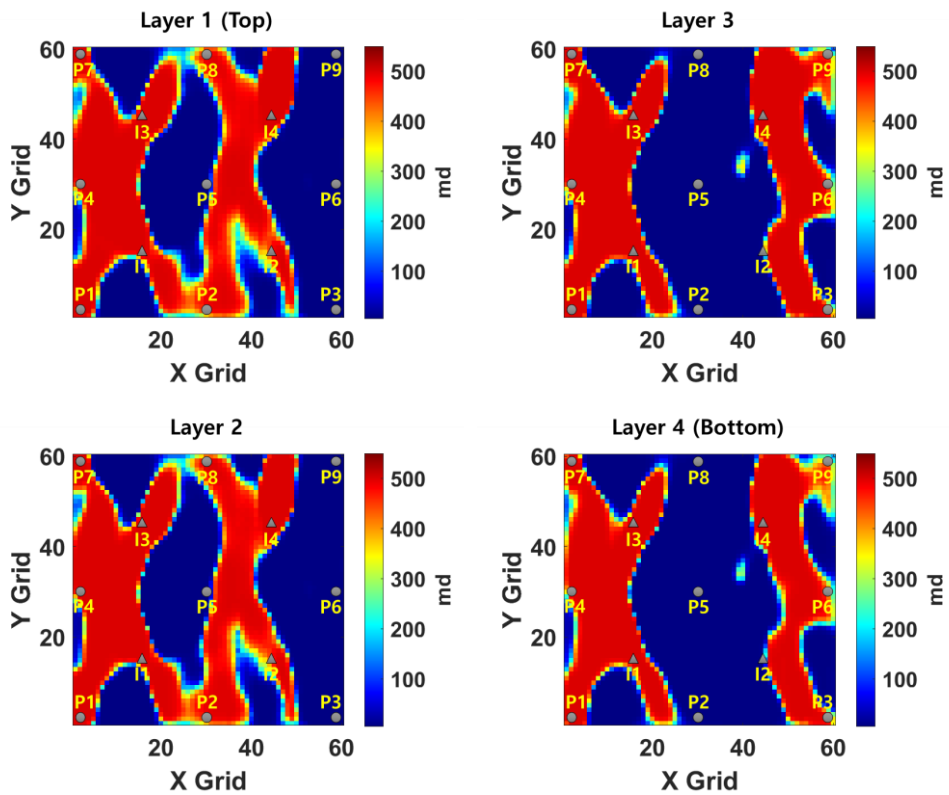 Layer 1 (Top)
60
40
20
Y Grid
P7
P8
P9
I3
I4
P4
P5
P6
I1
I2
P1
P2
P3
20
40
60
X Grid
500
400
300
200
100
md
Layer 3
60
40
20
Y Grid
P7
P8
P9
I3
I4
P4
P5
P6
I1
I2
P1
P2
P3
20
40
60
X Grid
500
400
300
200
100
md
Layer 2
60
40
20
Y Grid
P7
P8
P9
I3
I4
P4
P5
P6
I1
I2
P1
P2
P3
20
40
60
X Grid
500
400
300
200
100
md
Layer 4 (Bottom)
60
40
20
Y Grid
P7
P8
P9
I3
I4
P4
P5
P6
I1
I2
P1
P2
P3
20
40
60
X Grid
500
400
300
200
100
md